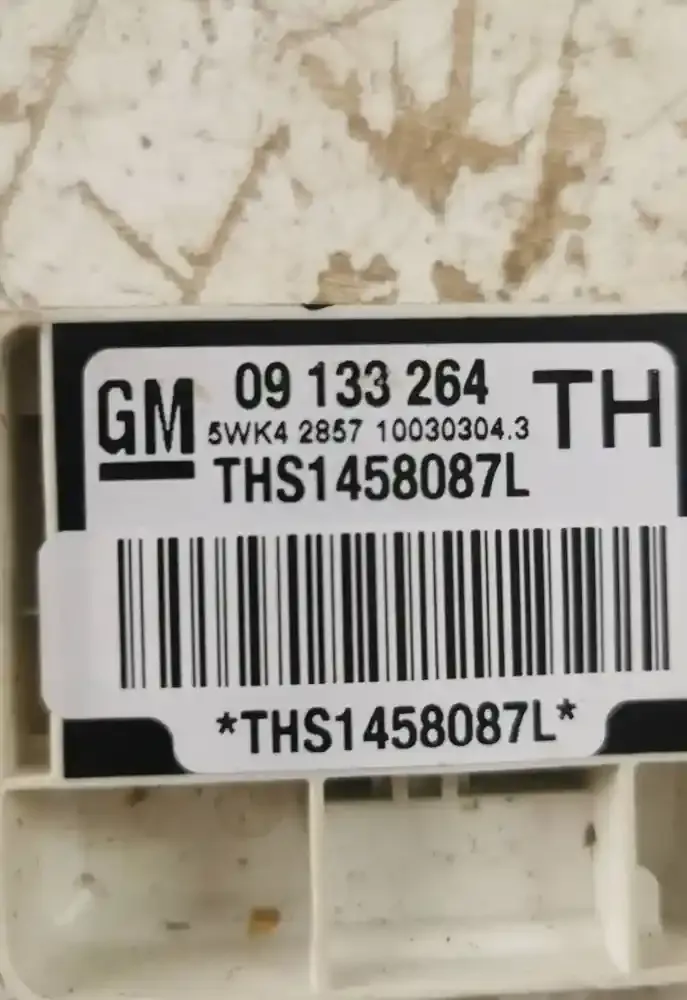 GM
09 133 264
TH
5WK4 2857 10030304.3
THS1458087L
*THS1458087L*